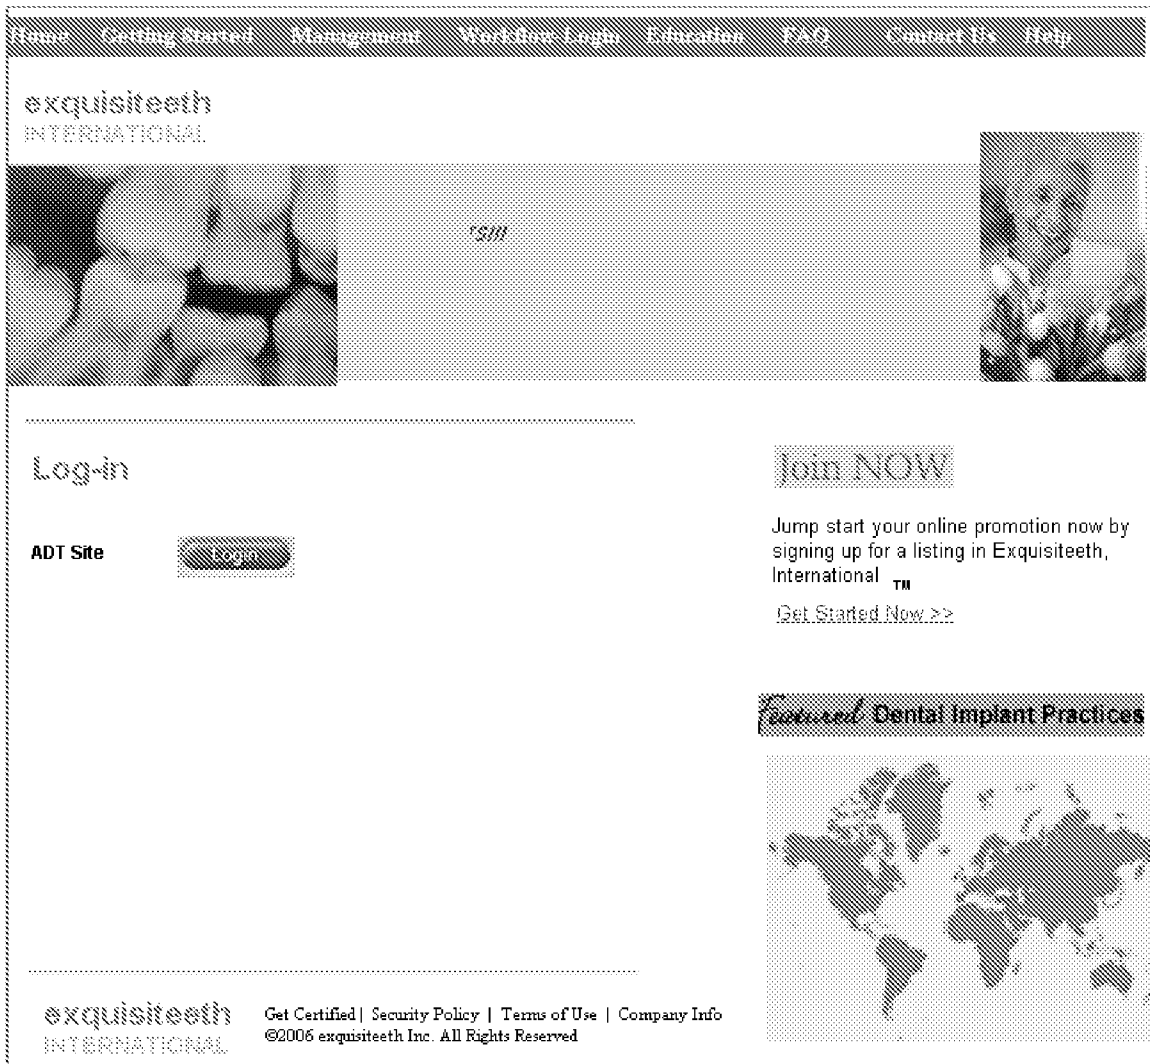 Home Getting Started Management Workflow Login Education FAQ Contact Us Help
exquisiteeth
INTERNATIONAL
Log-in
ADT Site Login
Join NOW
Jump start your online promotion now by
signing up for a listing in Exquisiteeth,
International TM
Get Started Now >>
Featured Dental Implant Practices
exquisiteeth
INTERNATIONAL
Get Certified | Security Policy | Terms of Use | Company Info
©2006 exquisiteeth Inc. All Rights Reserved